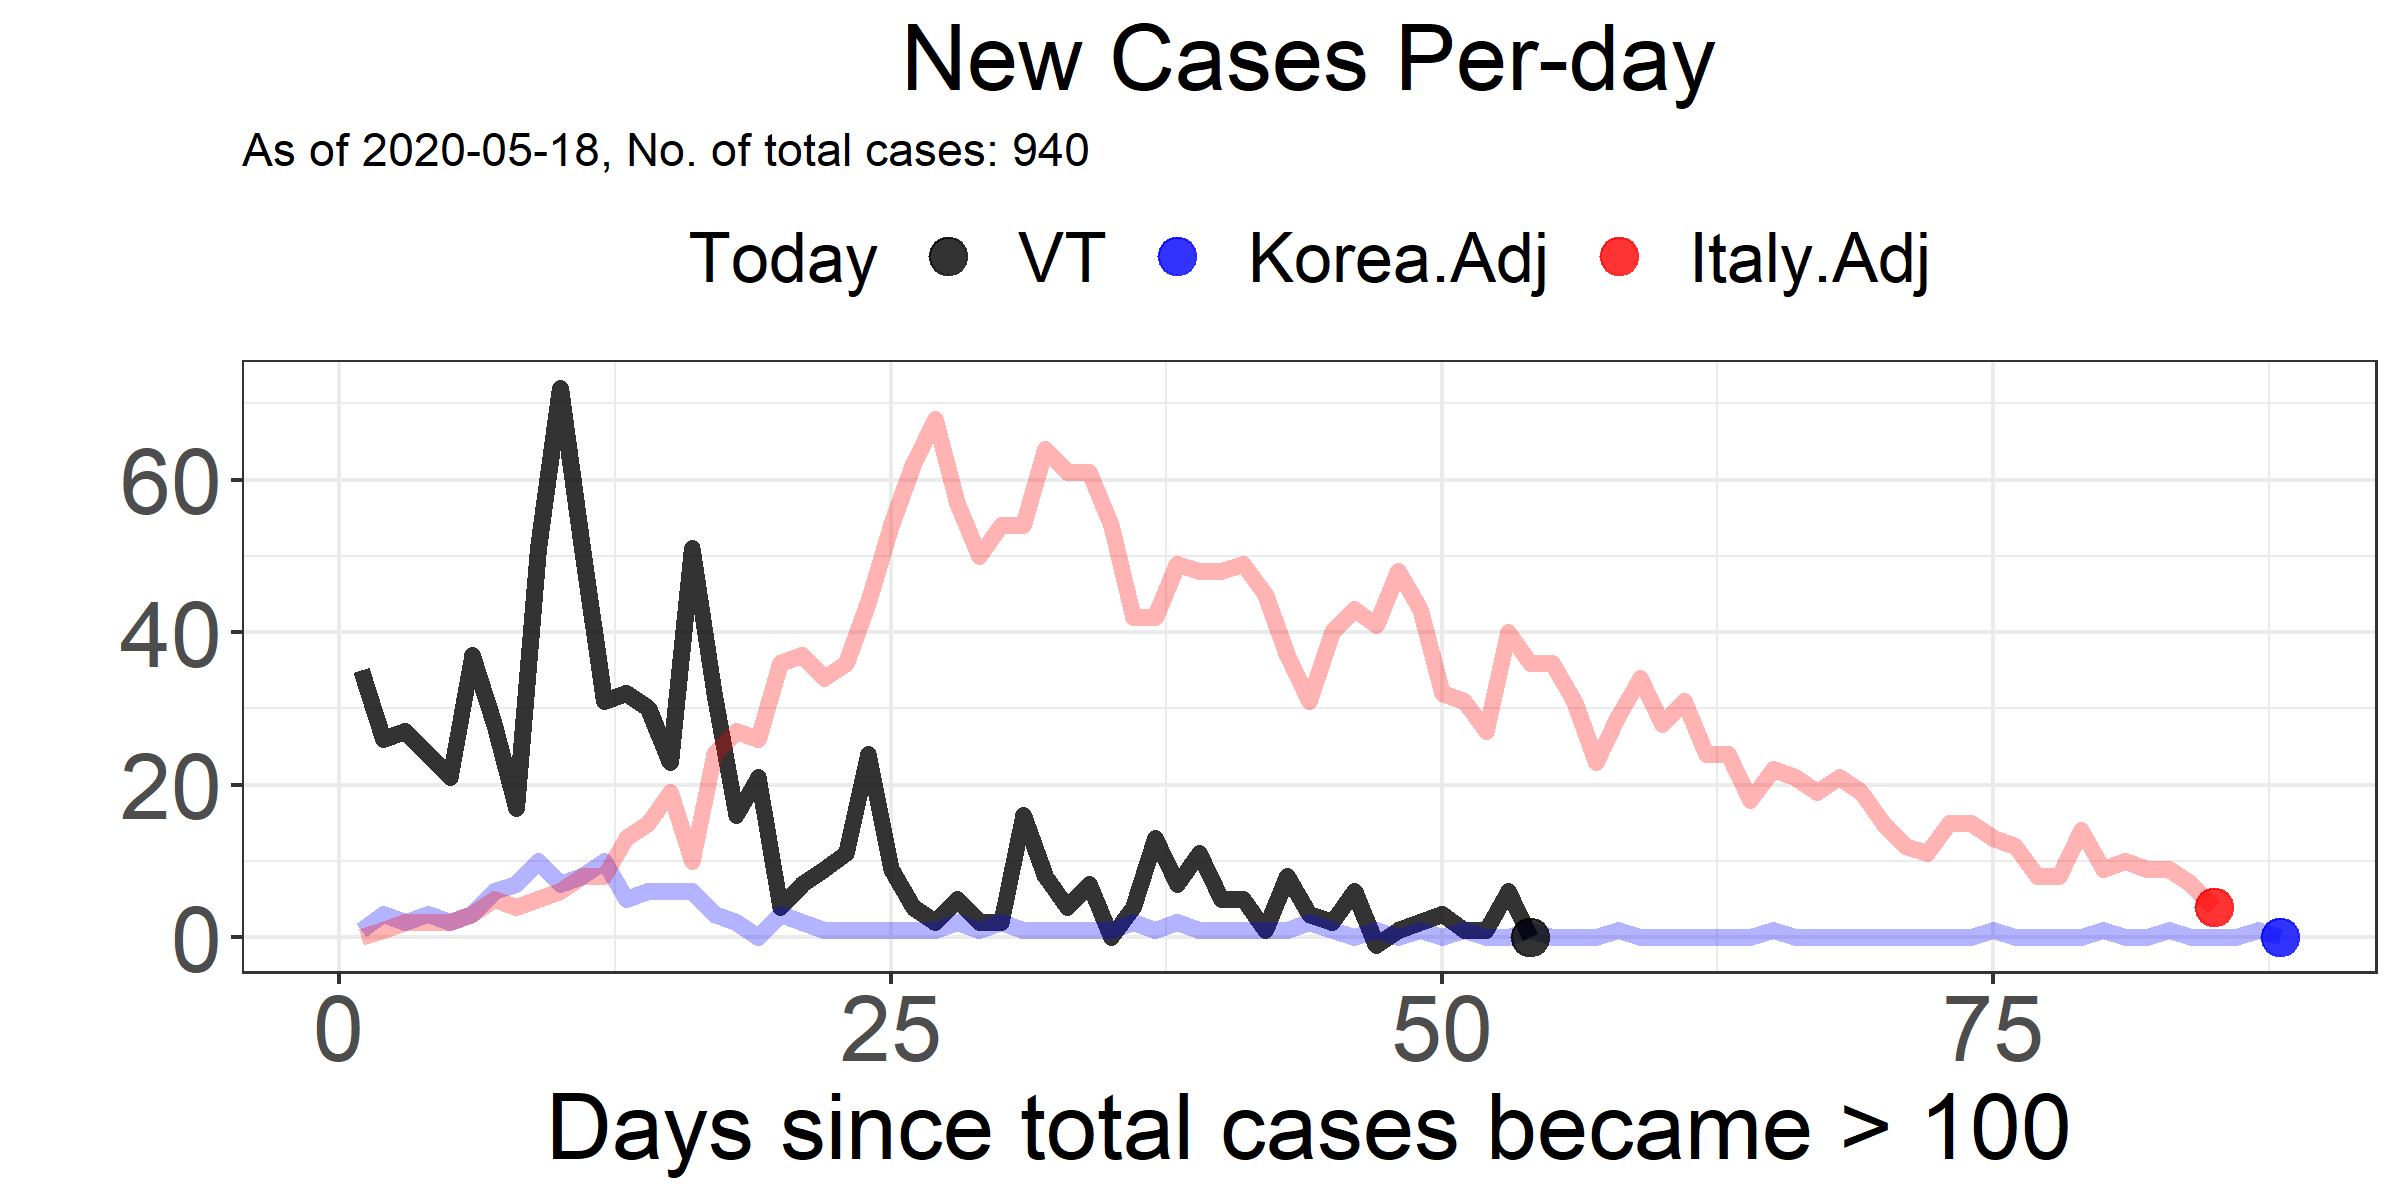 New Cases Per-day
As of 2020-05-18, No. of total cases: 940
Today VT Korea.Adj Italy.Adj
60
40
20
0
0 25 50 75
Days since total cases became > 100